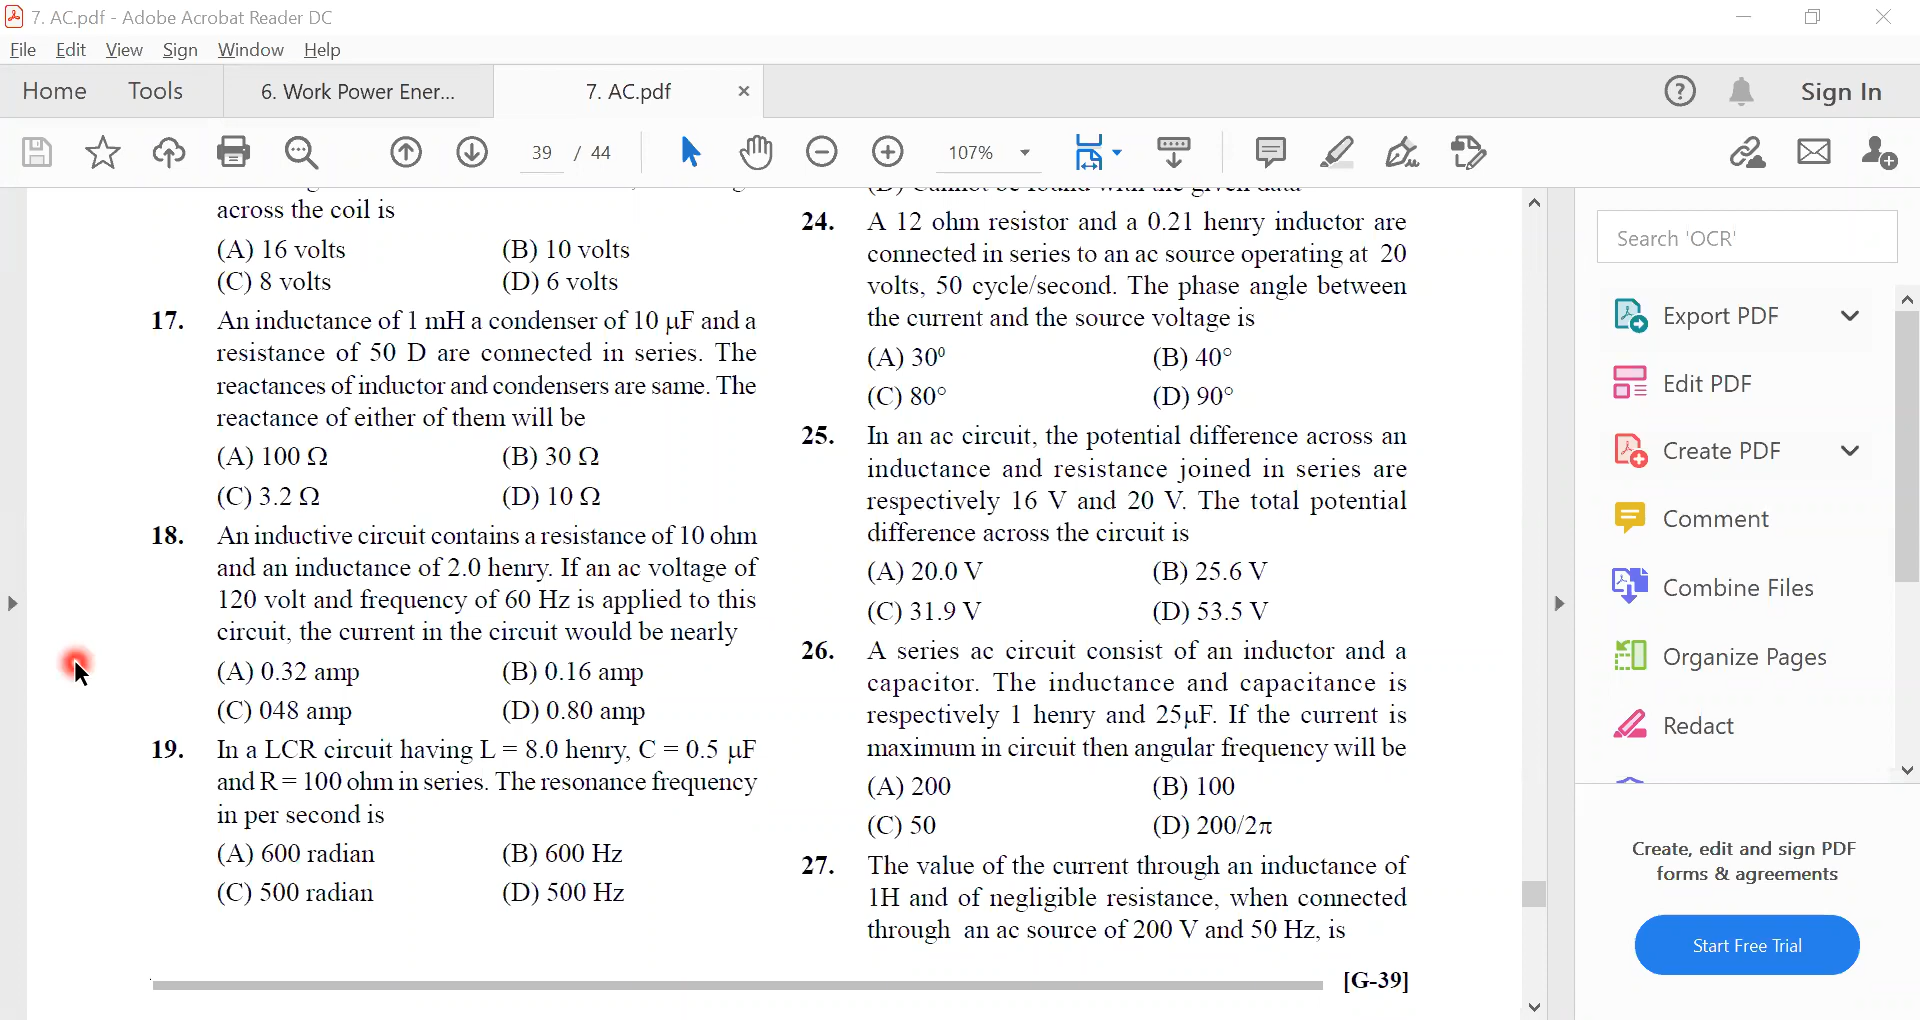 7. AC.pdf - Adobe Acrobat Reader DC
File Edit View Sign Window Help
Home Tools 6. Work Power Ener... 7. AC.pdf × Sign In
39 / 44 107%
across the coil is
(A) 16 volts (B) 10 volts
(C) 8 volts (D) 6 volts
17. An inductance of 1 mH a condenser of 10 μF and a
resistance of 50 D are connected in series. The
reactances of inductor and condensers are same. The
reactance of either of them will be
(A) 100 Ω (B) 30 Ω
(C) 3.2 Ω (D) 10 Ω
18. An inductive circuit contains a resistance of 10 ohm
and an inductance of 2.0 henry. If an ac voltage of
120 volt and frequency of 60 Hz is applied to this
circuit, the current in the circuit would be nearly
(A) 0.32 amp (B) 0.16 amp
(C) 048 amp (D) 0.80 amp
19. In a LCR circuit having L = 8.0 henry, C = 0.5 μF
and R = 100 ohm in series. The resonance frequency
in per second is
(A) 600 radian (B) 600 Hz
(C) 500 radian (D) 500 Hz
(D) Cannot be found with the given data
24. A 12 ohm resistor and a 0.21 henry inductor are
connected in series to an ac source operating at 20
volts, 50 cycle/second. The phase angle between
the current and the source voltage is
(A) 30⁰ (B) 40°
(C) 80° (D) 90°
25. In an ac circuit, the potential difference across an
inductance and resistance joined in series are
respectively 16 V and 20 V. The total potential
difference across the circuit is
(A) 20.0 V (B) 25.6 V
(C) 31.9 V (D) 53.5 V
26. A series ac circuit consist of an inductor and a
capacitor. The inductance and capacitance is
respectively 1 henry and 25μF. If the current is
maximum in circuit then angular frequency will be
(A) 200 (B) 100
(C) 50 (D) 200/2π
27. The value of the current through an inductance of
1H and of negligible resistance, when connected
through an ac source of 200 V and 50 Hz, is
[G-39]
Search 'OCR'
Export PDF
Edit PDF
Create PDF
Comment
Combine Files
Organize Pages
Redact
Create, edit and sign PDF
forms & agreements
Start Free Trial